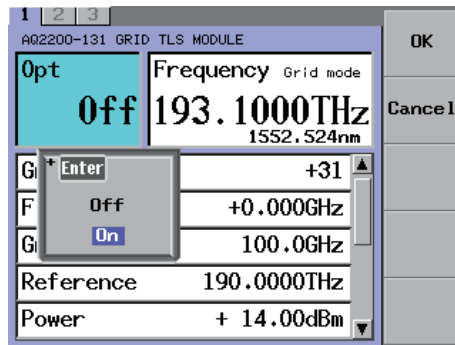 1 2 3
AQ2200-131 GRID TLS MODULE
OK
Opt
Off
Frequency Grid mode
193.1000THz
1552.524nm
Cancel
Enter
Off
On
G +31
F +0.000GHz
G 100.0GHz
Reference 190.0000THz
Power + 14.00dBm